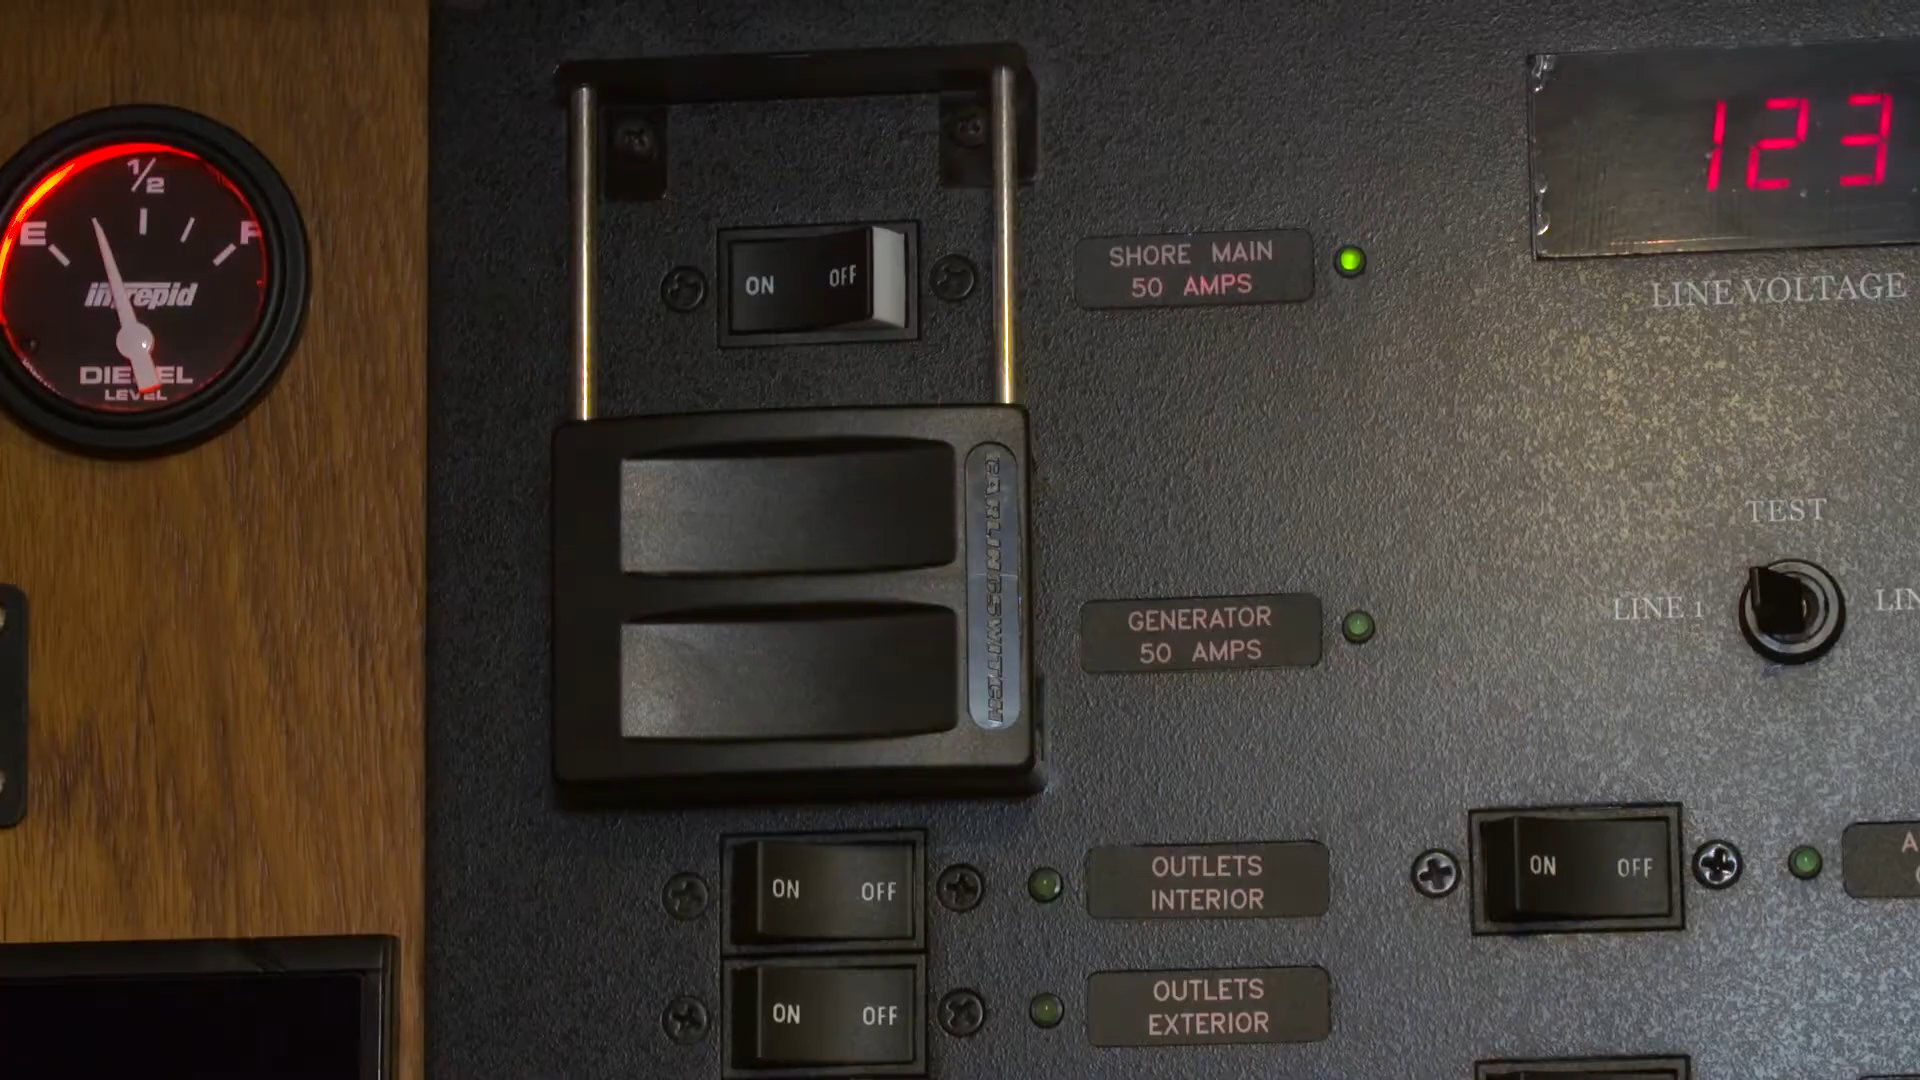 1/2
E
F
intrepid
DIESEL
LEVEL
ON OFF
SHORE MAIN
50 AMPS
123
LINE VOLTAGE
CARLINGSWITCH
TEST
LINE 1
GENERATOR
50 AMPS
ON OFF
OUTLETS
INTERIOR
ON OFF
ON OFF
OUTLETS
EXTERIOR